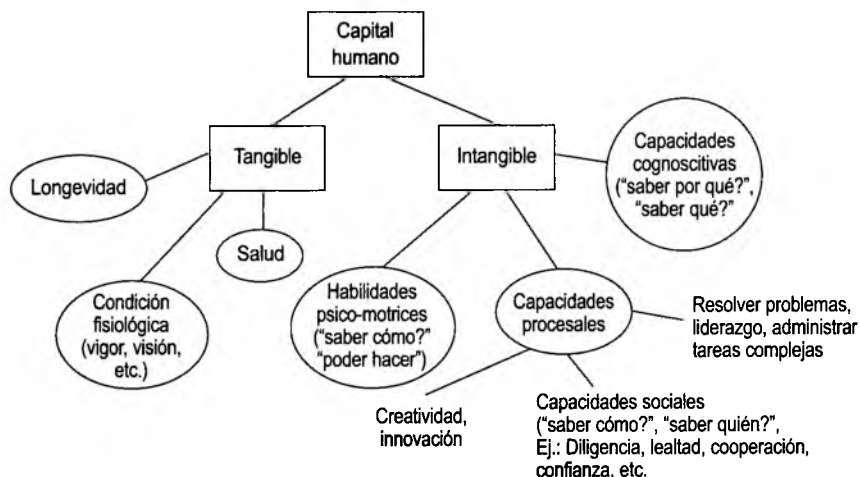 Capital
humano
Tangible
Intangible
Capacidades
cognoscitivas
(“saber por qué?”,
“saber qué?”
Longevidad
Salud
Condición
fisiológica
(vigor, visión,
etc.)
Habilidades
psico-motrices
(“saber cómo?”
“poder hacer”)
Capacidades
procesales
Resolver problemas,
liderazgo, administrar
tareas complejas
Creatividad,
innovación
Capacidades sociales
(“saber cómo?”, “saber quién?”,
Ej.: Diligencia, lealtad, cooperación,
confianza, etc.